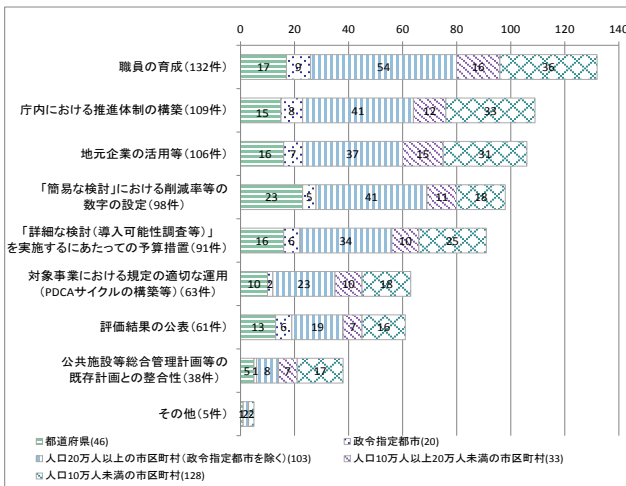 0 20 40 60 80 100 120 140
職員の育成(132件) 17 9 54 16 36
庁内における推進体制の構築(109件) 15 8 41 12 33
地元企業の活用等(106件) 16 7 37 15 31
「簡易な検討」における削減率等の
数字の設定(98件) 23 5 41 11 18
「詳細な検討(導入可能性調査等)」
を実施するにあたっての予算措置(91件) 16 6 34 10 25
対象事業における規定の適切な運用
(PDCAサイクルの構築等)(63件) 10 2 23 10 18
評価結果の公表(61件) 13 6 19 7 16
公共施設等総合管理計画等の
既存計画との整合性(38件) 5 1 8 7 17
その他(5件) 1 2 2
都道府県(46) 政令指定都市(20)
人口20万人以上の市区町村(政令指定都市を除く)(103) 人口10万人以上20万人未満の市区町村(33)
人口10万人未満の市区町村(128)